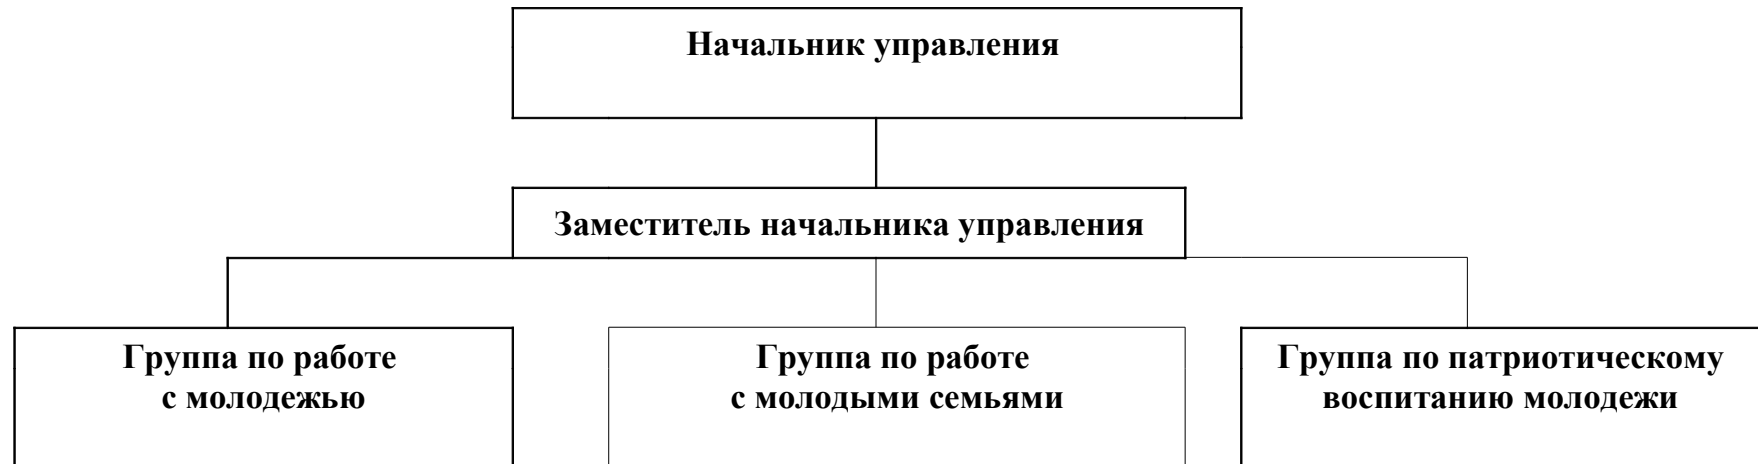 Начальник управления
Заместитель начальника управления
Группа по работе
с молодежью
Группа по работе
с молодыми семьями
Группа по патриотическому
воспитанию молодежи